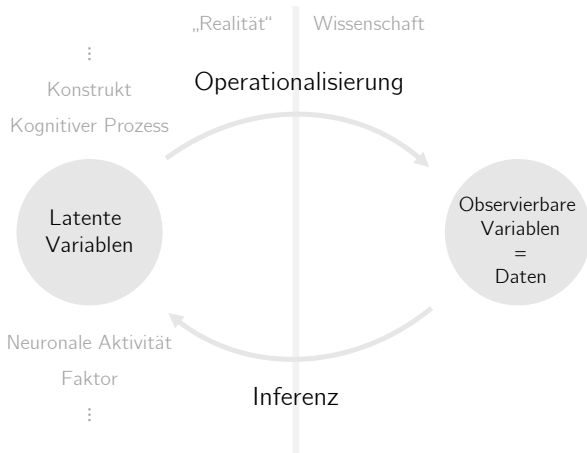 „Realität“ Wissenschaft
⋮
Konstrukt
Kognitiver Prozess
Operationalisierung
Latente
Variablen
Observierbare
Variablen
=
Daten
Neuronale Aktivität
Faktor
⋮
Inferenz